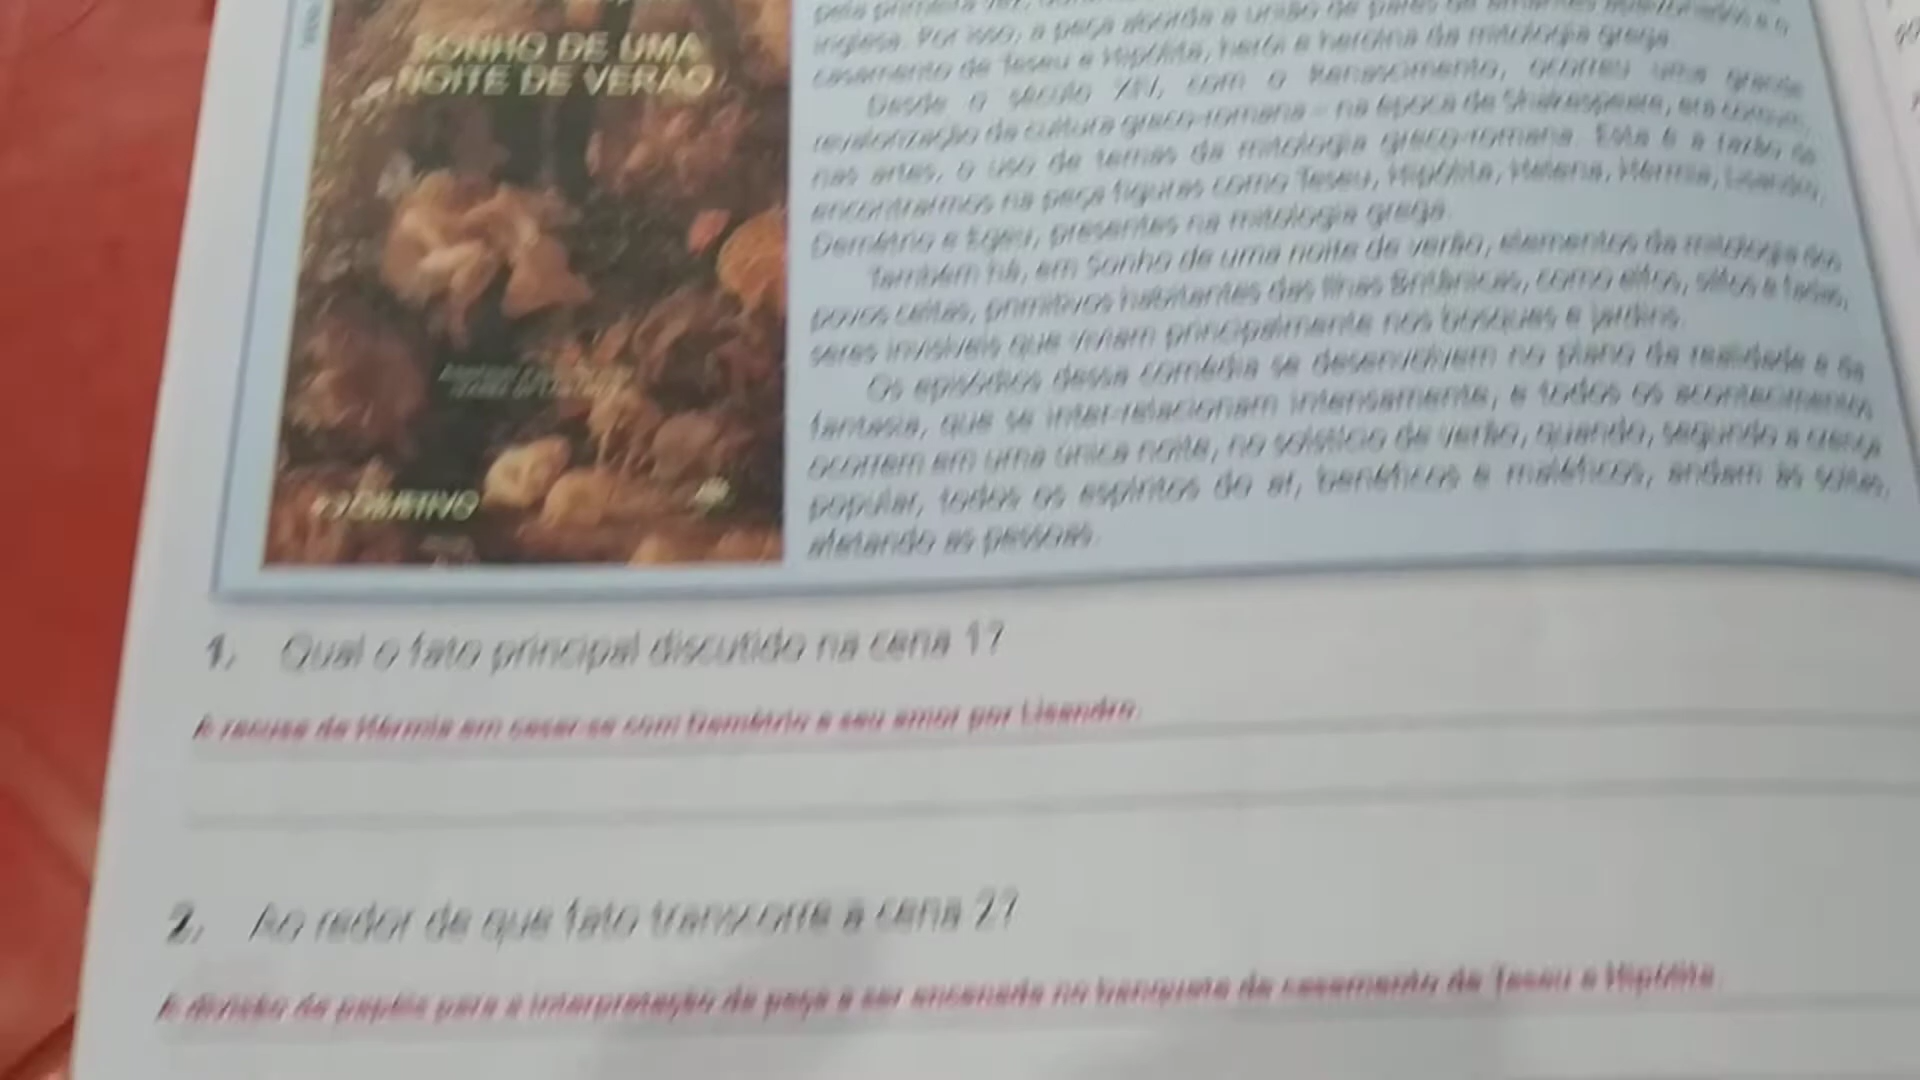 SONHO DE UMA
NOITE DE VERÃO
OBJETIVO
inglesa. Por isso, a peça aborda a união de pares de amantes
casamento de Teseu e Hipólita, herói e heroína da mitologia grega.
Desde o século XIV, com o Renascimento, ocorreu uma grande
revalorização da cultura greco-romana – na época de Shakespeare, era comum,
nas artes, o uso de temas da mitologia greco-romana. Esta é a razão de
encontrarmos na peça figuras como Teseu, Hipólita, Helena, Hérmia, Lisandro,
Demétrio e Egeu, presentes na mitologia grega.
Também há, em Sonho de uma noite de verão, elementos da mitologia dos
povos celtas, primitivos habitantes das Ilhas Britânicas, como elfos, silfos e fadas,
seres invisíveis que viviam principalmente nos bosques e jardins.
Os episódios dessa comédia se desenvolvem no plano da realidade e da
fantasia, que se inter-relacionam intensamente, e todos os acontecimentos
ocorrem em uma única noite, no solstício de verão, quando, segundo a crença
popular, todos os espíritos do ar, benéficos e maléficos, andam às soltas,
afetando as pessoas.
1. Qual o fato principal discutido na cena 1?
A recusa de Hérmia em casar-se com Demétrio e seu amor por Lisandro.
2. Ao redor de que fato transcorre a cena 2?
A divisão de papéis para a interpretação da peça a ser encenada no banquete de casamento de Teseu e Hipólita.